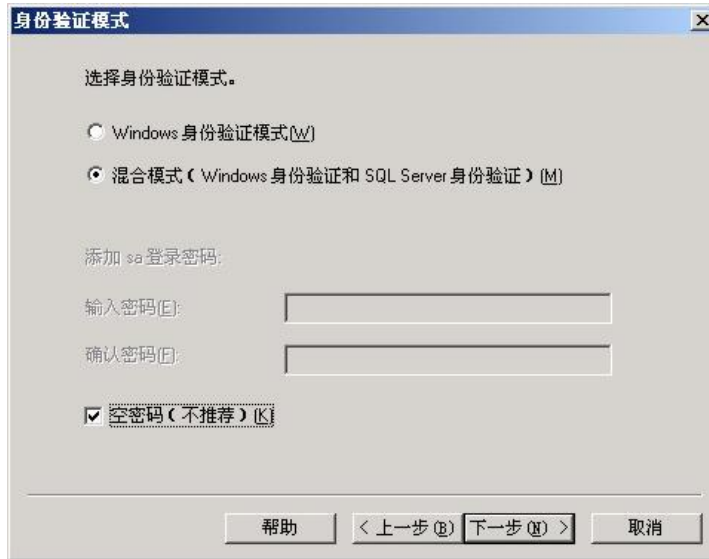 身份验证模式
选择身份验证模式。
Windows 身份验证模式(W)
混合模式(Windows 身份验证和 SQL Server 身份验证)(M)
添加 sa 登录密码:
输入密码(E):
确认密码(F):
空密码(不推荐)(K)
帮助 < 上一步(B) 下一步(N) > 取消